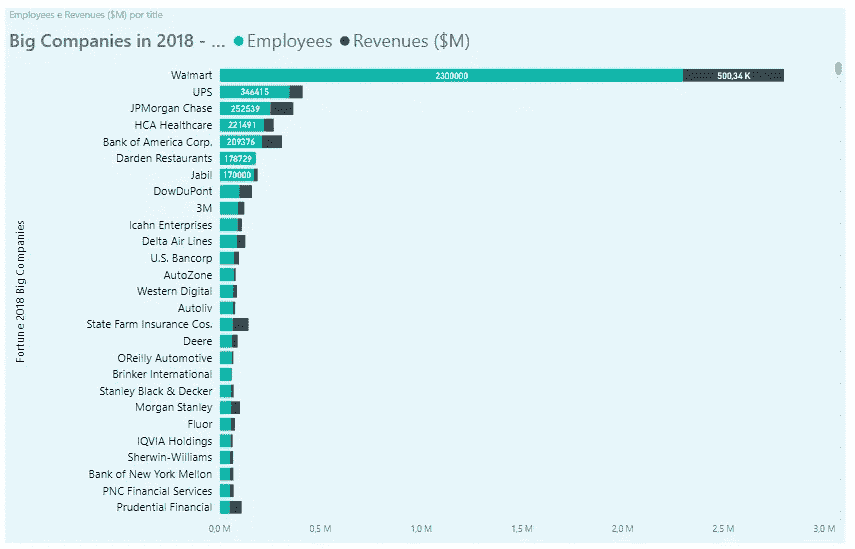 Employees e Revenues ($M) por title
Big Companies in 2018 - ... Employees Revenues ($M)
Walmart 2300000 500,34 K
UPS 346415
JPMorgan Chase 252539
HCA Healthcare 221491
Bank of America Corp. 209376
Darden Restaurants 178729
Jabil 170000
DowDuPont
3M
Icahn Enterprises
Delta Air Lines
U.S. Bancorp
AutoZone
Western Digital
Autoliv
State Farm Insurance Cos.
Deere
OReilly Automotive
Brinker International
Stanley Black & Decker
Morgan Stanley
Fluor
IQVIA Holdings
Sherwin-Williams
Bank of New York Mellon
PNC Financial Services
Prudential Financial
Fortune 2018 Big Companies
0,0 M 0,5 M 1,0 M 1,5 M 2,0 M 2,5 M 3,0 M